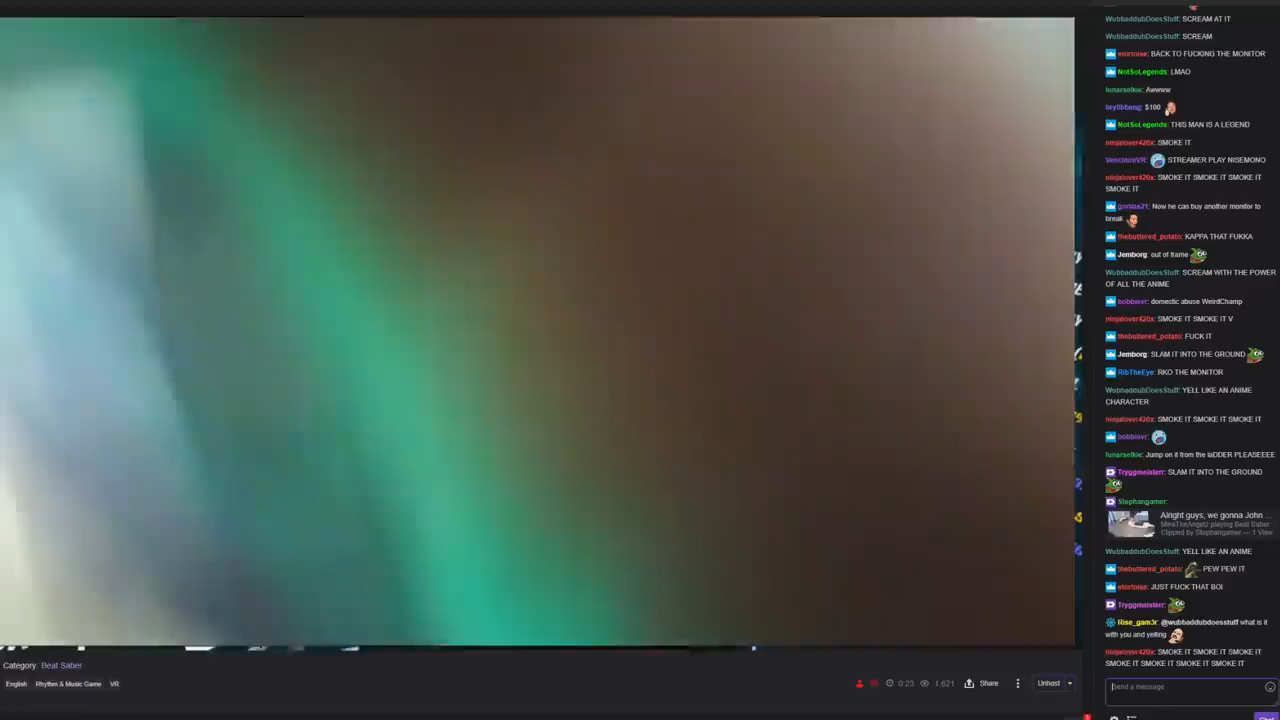 WubbaddubDoesStuff: SCREAM AT IT
WubbaddubDoesStuff: SCREAM
BACK TO FUCKING THE MONITOR
NotSoLegends: LMAO
lunarselkie: Awwww
$100
NotSoLegends: THIS MAN IS A LEGEND
ninjalover420x: SMOKE IT
VenclaireVR: STREAMER PLAY NISEMONO
ninjalover420x: SMOKE IT SMOKE IT SMOKE IT
SMOKE IT
Now he can buy another monitor to
break
thebuttered_potato: KAPPA THAT FUKKA
Jemborg: out of frame
WubbaddubDoesStuff: SCREAM WITH THE POWER
OF ALL THE ANIME
bobbievr: domestic abuse WeirdChamp
ninjalover420x: SMOKE IT SMOKE IT V
thebuttered_potato: FUCK IT
Jemborg: SLAM IT INTO THE GROUND
RibTheEye: RKO THE MONITOR
WubbaddubDoesStuff: YELL LIKE AN ANIME
CHARACTER
ninjalover420x: SMOKE IT SMOKE IT SMOKE IT
bobbievr:
lunarselkie: Jump on it from the laDDER PLEASEEEE
Tryggmeisterr: SLAM IT INTO THE GROUND
Stephangamer:
Alright guys, we gonna John ...
MikeTheAngelz playing Beat Saber
Clipped by Stephangamer — 1 View
WubbaddubDoesStuff: YELL LIKE AN ANIME
thebuttered_potato: PEW PEW IT
etortoise: JUST FUCK THAT BOI
Tryggmeisterr:
Rise_gam3r: @wubbaddubdoesstuff what is it
with you and yelling
ninjalover420x: SMOKE IT SMOKE IT SMOKE IT
SMOKE IT SMOKE IT SMOKE IT SMOKE IT
Send a message
Category: Beat Saber
English Rhythm & Music Game VR
0:23 1,621 Share Unhost